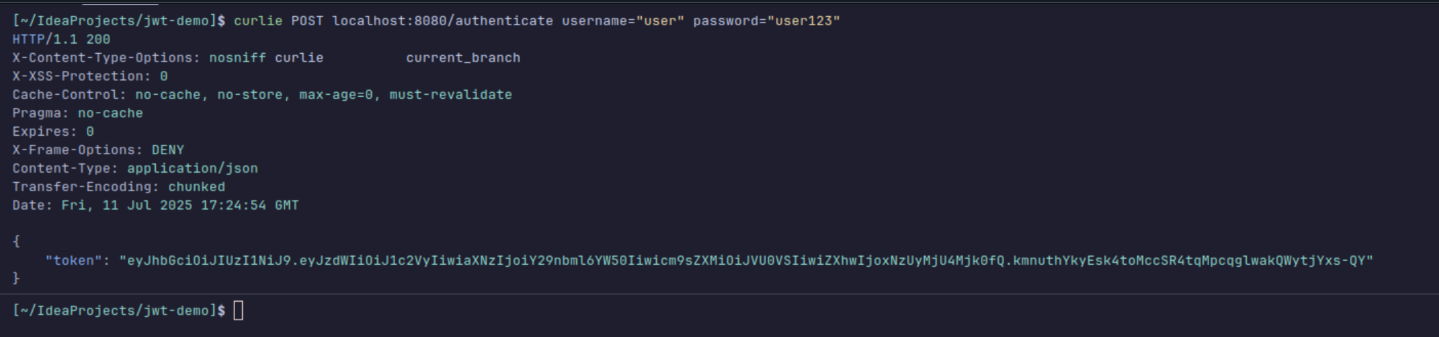 [~/IdeaProjects/jwt-demo]$ curlie POST localhost:8080/authenticate username="user" password="user123"
HTTP/1.1 200
X-Content-Type-Options: nosniff curlie          current_branch
X-XSS-Protection: 0
Cache-Control: no-cache, no-store, max-age=0, must-revalidate
Pragma: no-cache
Expires: 0
X-Frame-Options: DENY
Content-Type: application/json
Transfer-Encoding: chunked
Date: Fri, 11 Jul 2025 17:24:54 GMT
{
    "token": "eyJhbGciOiJIUzI1NiJ9.eyJzdWIiOiJ1c2VyIiwiaXNzIjoiY29nbml6YW50Iiwicm9sZXMiOiJVU0VSIiwiZXhwIjoxNzUyMjU4Mjk0fQ.kmnuthYkyEsk4toMccSR4tqMpcqglwakQWytjYxs-QY"
}
[~/IdeaProjects/jwt-demo]$